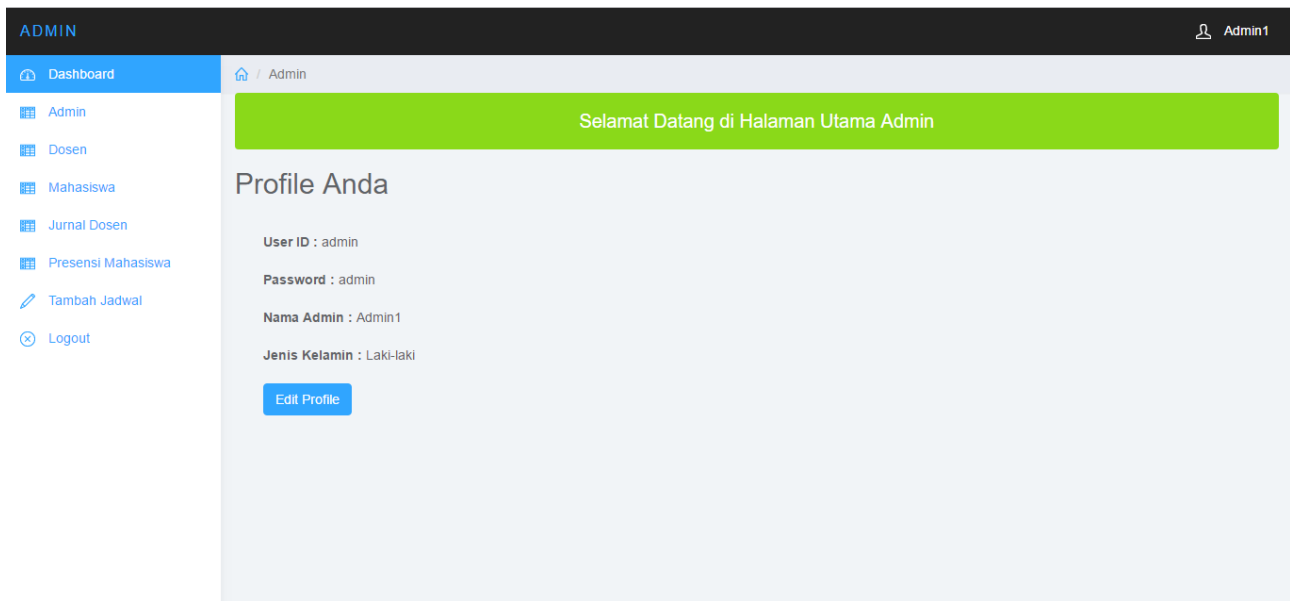 ADMIN
Admin1
Dashboard
/ Admin
Admin
Selamat Datang di Halaman Utama Admin
Dosen
Mahasiswa
Profile Anda
Jurnal Dosen
User ID : admin
Presensi Mahasiswa
Password : admin
Tambah Jadwal
Nama Admin : Admin1
Logout
Jenis Kelamin : Laki-laki
Edit Profile